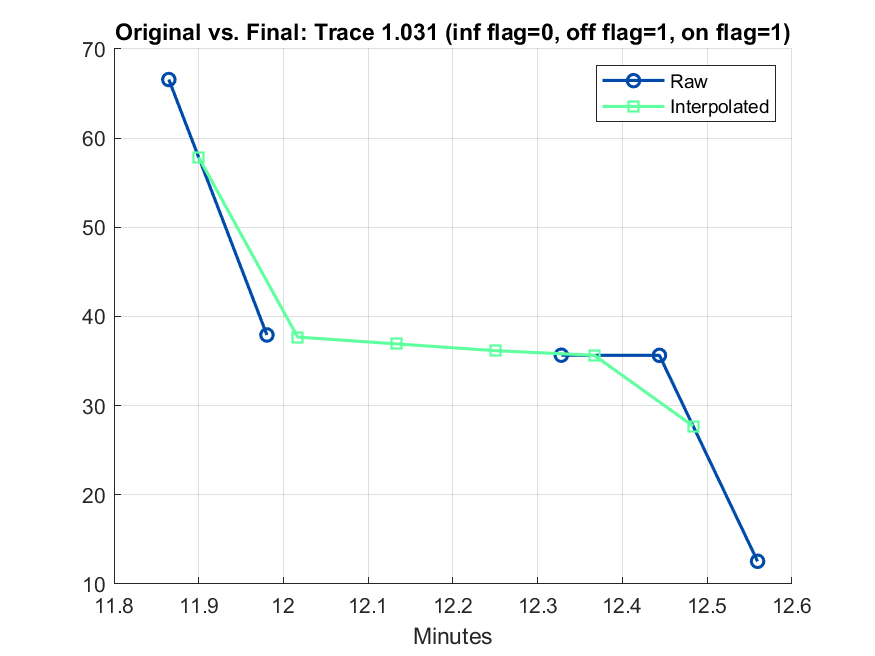 Original vs. Final: Trace 1.031 (inf flag=0, off flag=1, on flag=1)
70
60
50
40
30
20
10
Raw
Interpolated
11.8 11.9 12 12.1 12.2 12.3 12.4 12.5 12.6
Minutes